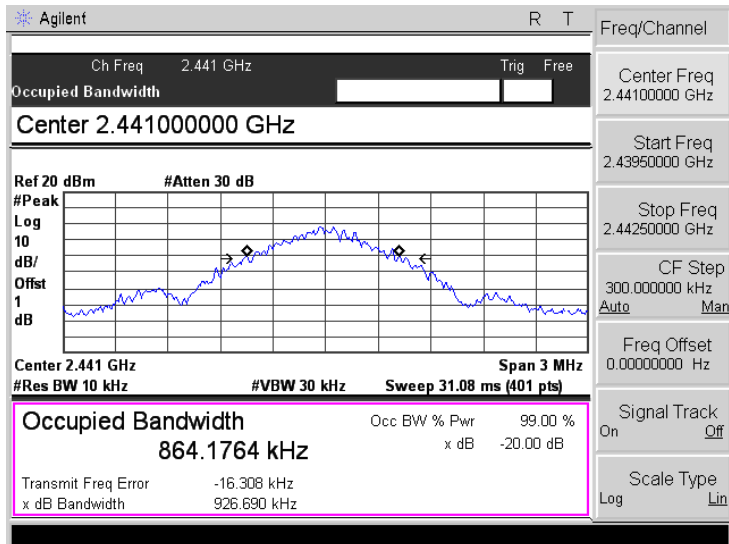 Agilent R T
Ch Freq 2.441 GHz Trig Free
Occupied Bandwidth
Center 2.441000000 GHz
Ref 20 dBm #Atten 30 dB
#Peak
Log
10
dB/
Offst
1
dB
Center 2.441 GHz Span 3 MHz
#Res BW 10 kHz #VBW 30 kHz Sweep 31.08 ms (401 pts)
Occupied Bandwidth Occ BW % Pwr 99.00 %
864.1764 kHz x dB -20.00 dB
Transmit Freq Error -16.308 kHz
x dB Bandwidth 926.690 kHz
Freq/Channel
Center Freq
2.44100000 GHz
Start Freq
2.43950000 GHz
Stop Freq
2.44250000 GHz
CF Step
300.000000 kHz
Auto Man
Freq Offset
0.00000000 Hz
Signal Track
On Off
Scale Type
Log Lin